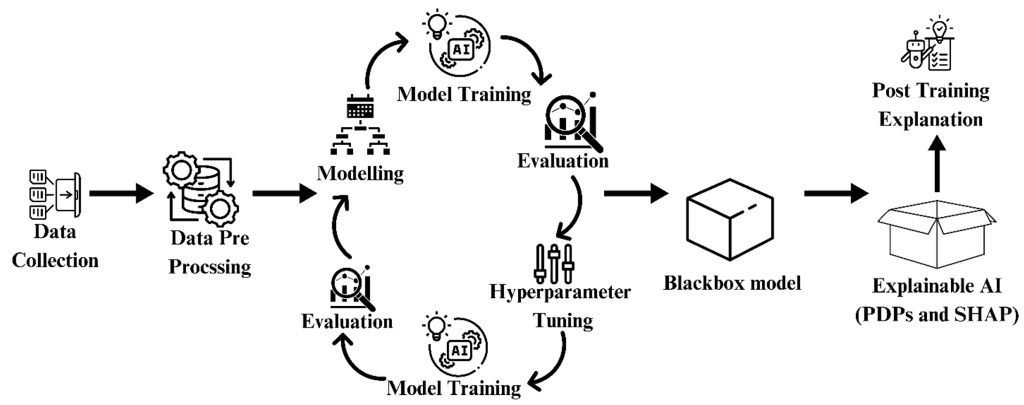 Data
Collection
Data Pre
Procssing
Modelling
AI
Model Training
Evaluation
Hyperparameter
Tuning
AI
Model Training
Evaluation
Blackbox model
Explainable AI
(PDPs and SHAP)
Post Training
Explanation